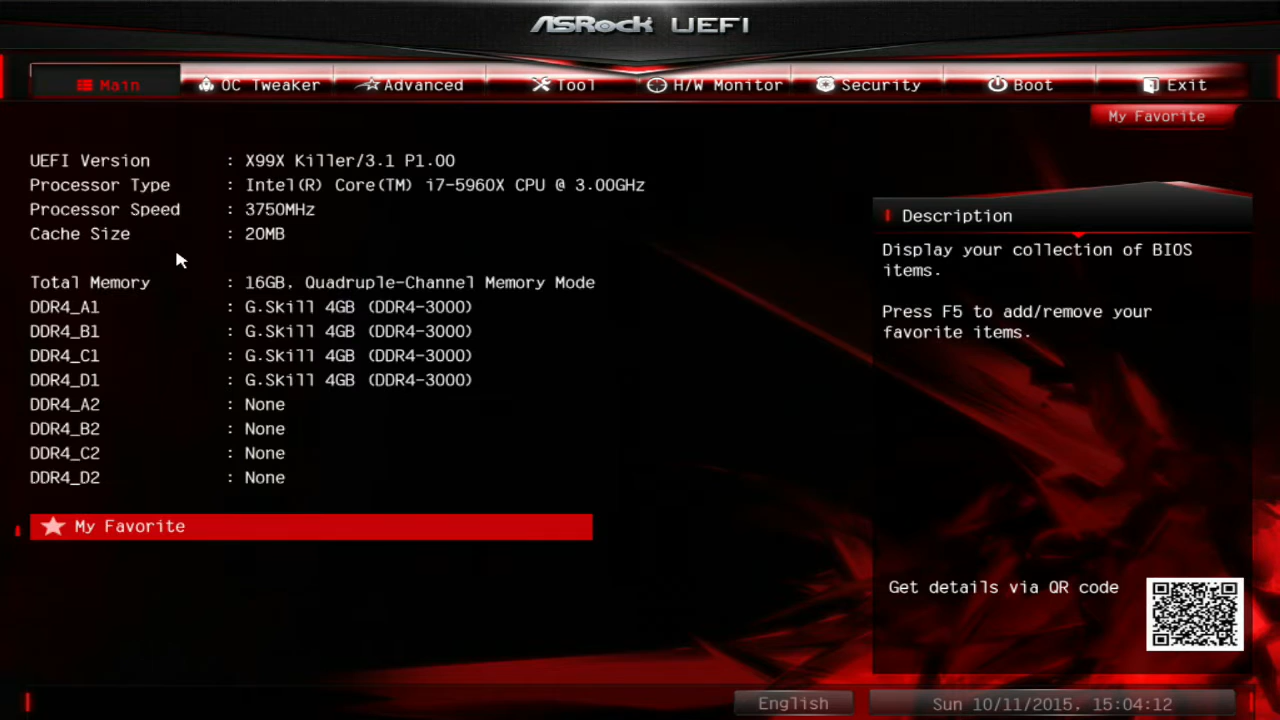 ASRock UEFI
Main OC Tweaker Advanced Tool H/W Monitor Security Boot Exit
My Favorite
UEFI Version : X99X Killer/3.1 P1.00
Processor Type : Intel(R) Core(TM) i7-5960X CPU @ 3.00GHz
Processor Speed : 3750MHz
Cache Size : 20MB
Total Memory : 16GB, Quadruple-Channel Memory Mode
DDR4_A1 : G.Skill 4GB (DDR4-3000)
DDR4_B1 : G.Skill 4GB (DDR4-3000)
DDR4_C1 : G.Skill 4GB (DDR4-3000)
DDR4_D1 : G.Skill 4GB (DDR4-3000)
DDR4_A2 : None
DDR4_B2 : None
DDR4_C2 : None
DDR4_D2 : None
My Favorite
Description
Display your collection of BIOS
items.
Press F5 to add/remove your
favorite items.
Get details via QR code
English
Sun 10/11/2015, 15:04:12